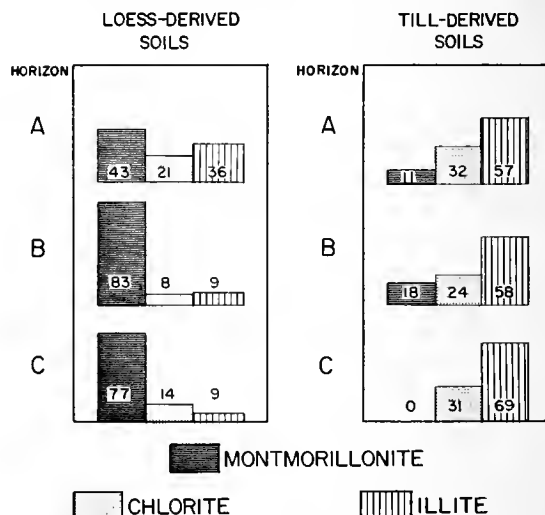 LOESS-DERIVED
SOILS
HORIZON
A
43 21 36
B
83 8 9
C
77 14 9
TILL-DERIVED
SOILS
HORIZON
A
11 32 57
B
18 24 58
C
0 31 69
MONTMORILLONITE
CHLORITE
ILLITE